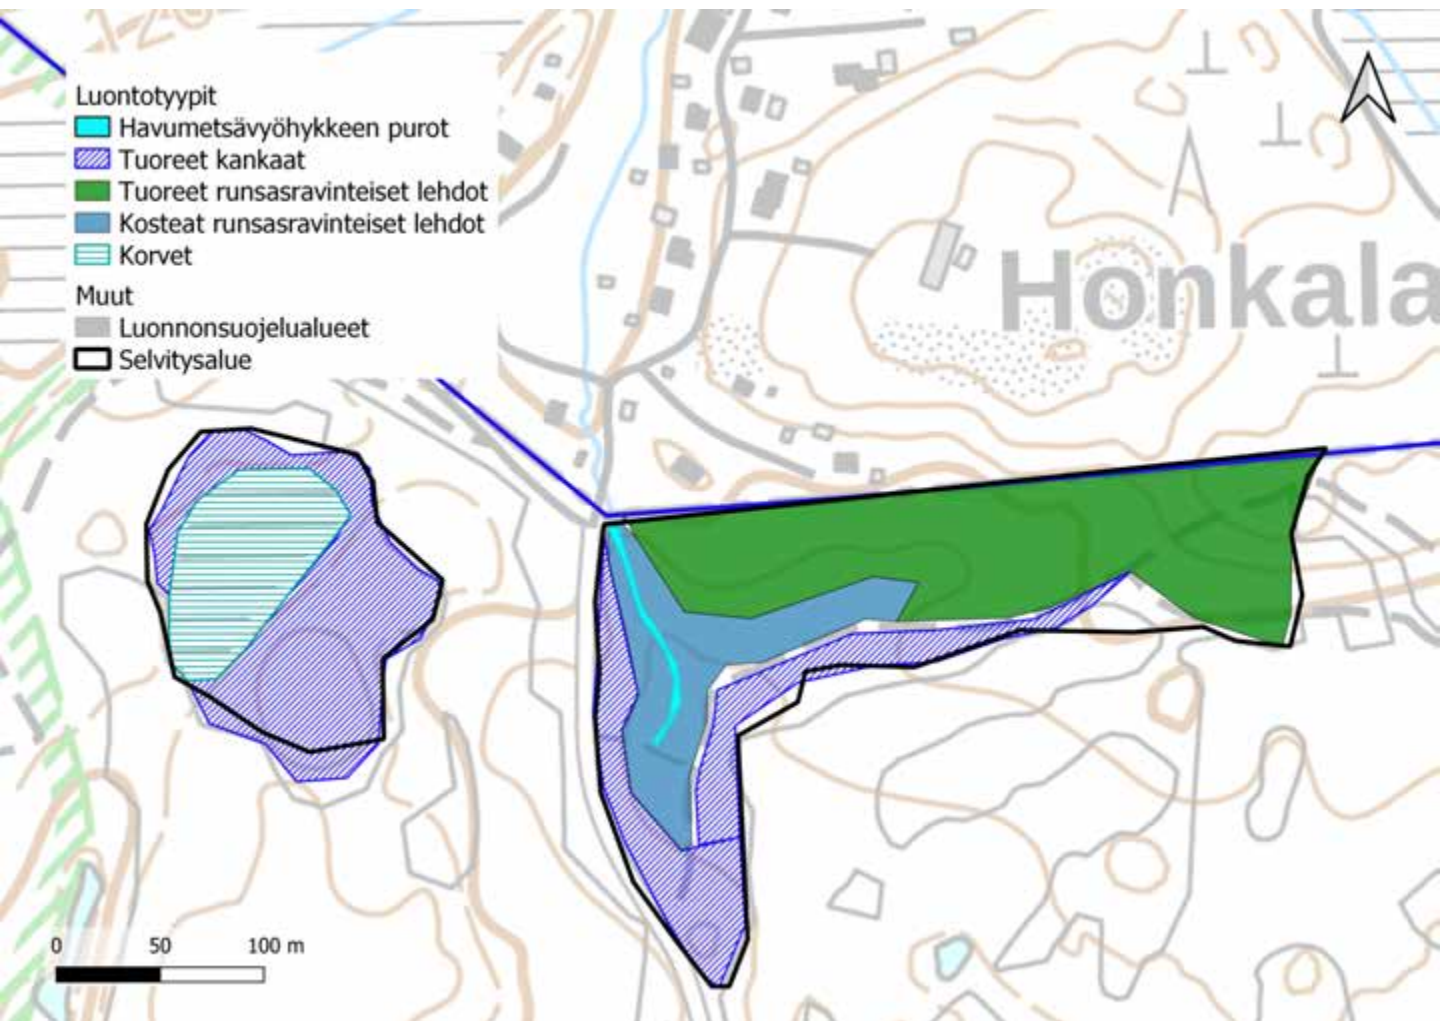 120
Luontotyypit
Havumetsävyöhykkeen purot
Tuoreet kankaat
Tuoreet runsasravinteiset lehdot
Kosteat runsasravinteiset lehdot
Korvet
Muut
Luonnonsuojelualueet
Selvitysalue
Honkala
0 50 100 m